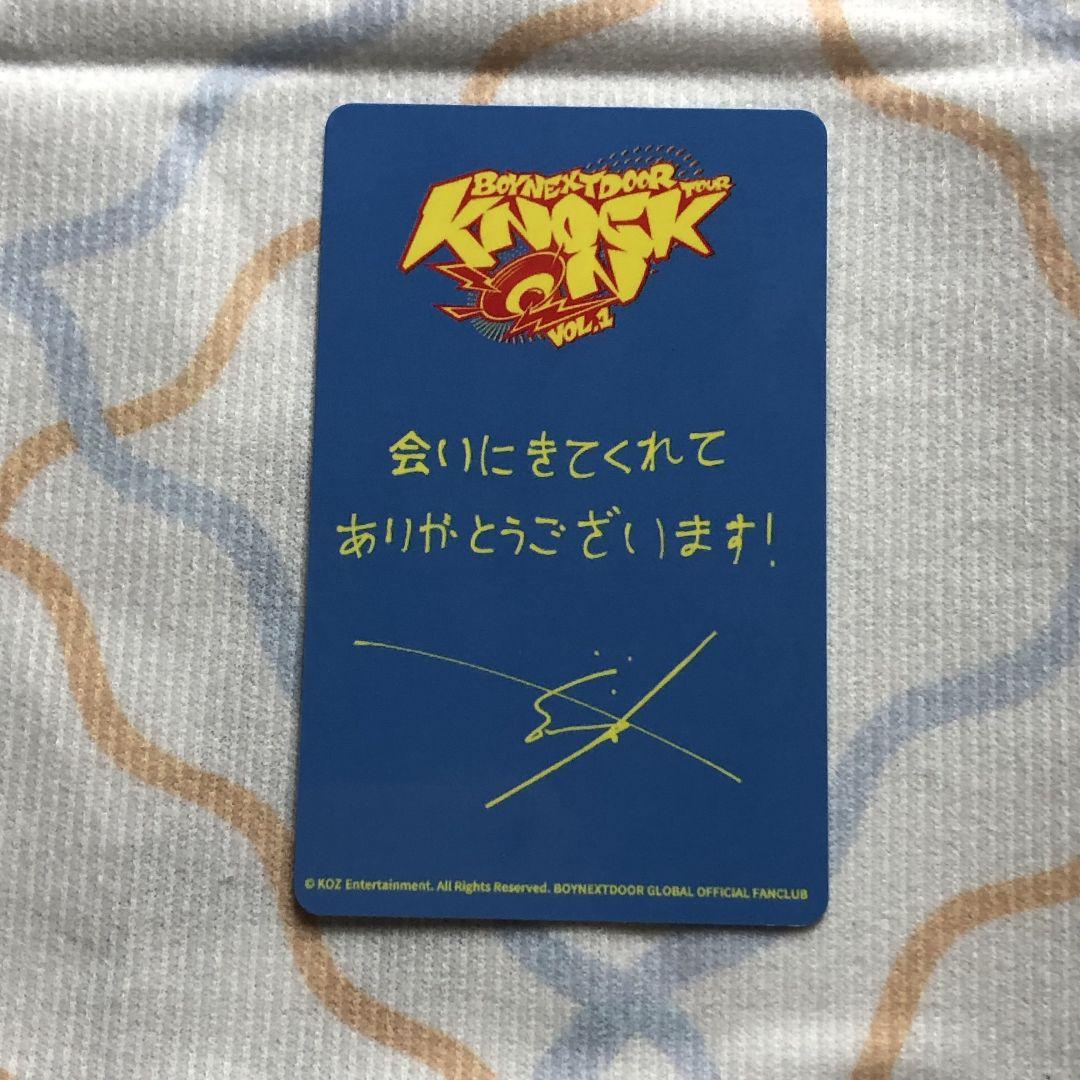 BOYNEXTDOOR TOUR
KNOCK
ON
VOL.1
会いにきてくれて
ありがとうございます!
© KOZ Entertainment. All Rights Reserved. BOYNEXTDOOR GLOBAL OFFICIAL FANCLUB